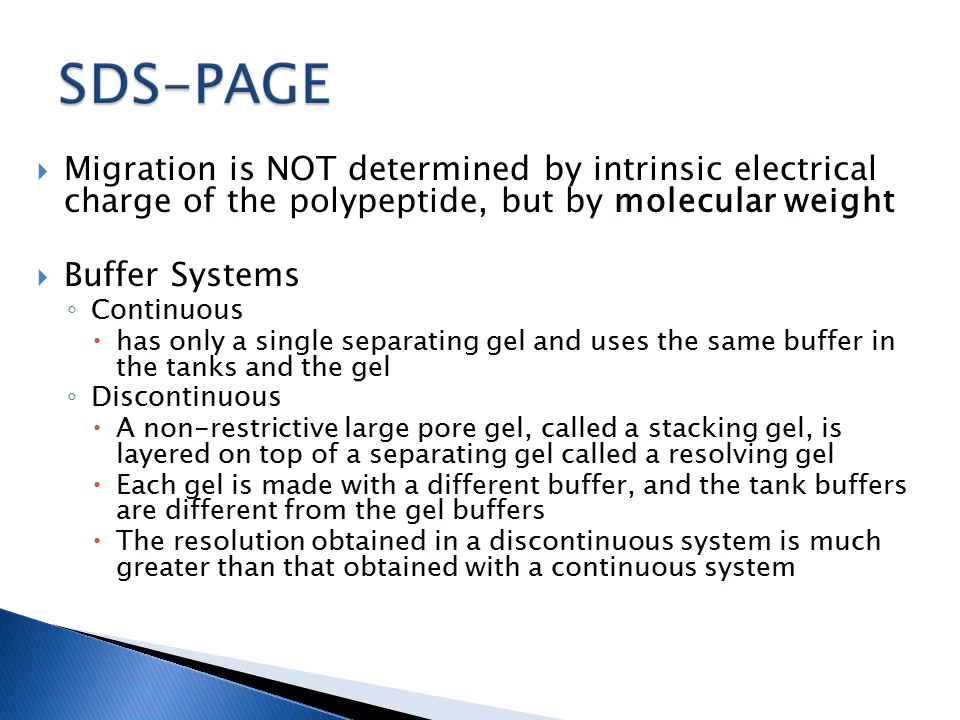 SDS-PAGE
Migration is NOT determined by intrinsic electrical
charge of the polypeptide, but by molecular weight
Buffer Systems
Continuous
has only a single separating gel and uses the same buffer in
the tanks and the gel
Discontinuous
A non-restrictive large pore gel, called a stacking gel, is
layered on top of a separating gel called a resolving gel
Each gel is made with a different buffer, and the tank buffers
are different from the gel buffers
The resolution obtained in a discontinuous system is much
greater than that obtained with a continuous system